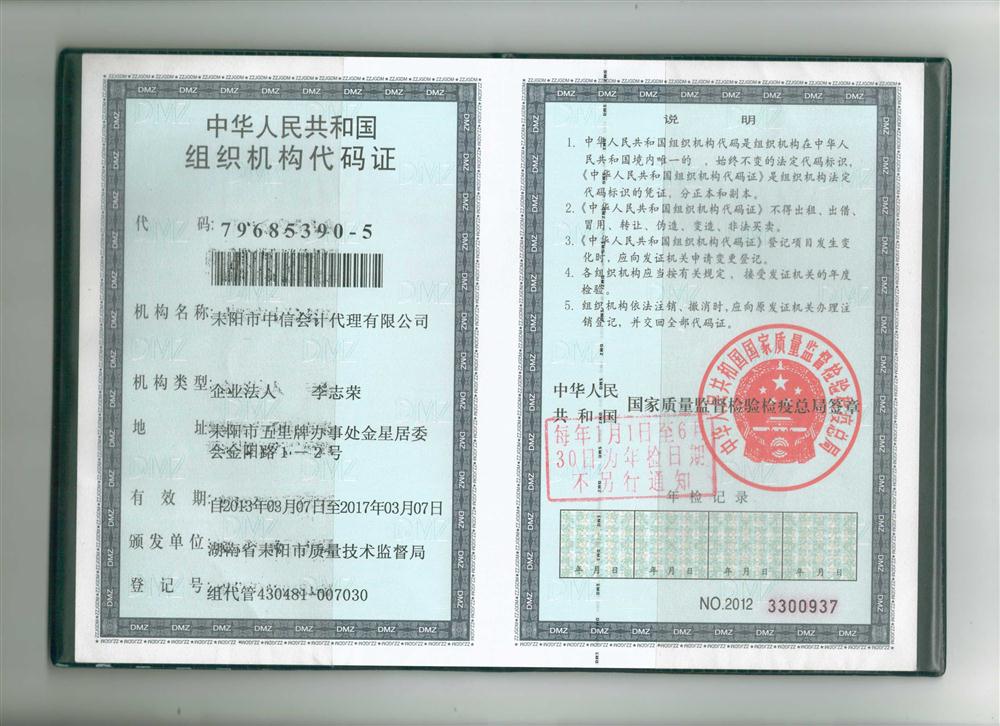 中华人民共和国
组织机构代码证
代 码: 79685390-5
机构名称: 耒阳市中信会计代理有限公司
机构类型: 企业法人 李志荣
地 址: 耒阳市五里牌办事处金星居委
会金阳路1-2号
有 效 期: 自2013年03月07日至2017年03月07日
颁发单位: 湖南省耒阳市质量技术监督局
登 记 号: 组代管430481-007030
说 明
1. 中华人民共和国组织机构代码是组织机构在中华人
民共和国境内唯一的 、始终不变的法定代码标识,
《中华人民共和国组织机构代码证》是组织机构法定
代码标识的凭证, 分正本和副本。
2.《中华人民共和国组织机构代码证》不得出租、出借、
冒用、转让、伪造、变造、非法买卖。
3.《中华人民共和国组织机构代码证》登记项目发生变
化时, 应向发证机关申请变更登记。
4. 各组织机构应当按有关规定, 接受发证机关的年度
检验。
5. 组织机构依法注销、撤消时, 应向原发证机关办理注
销登记, 并交回全部代码证。
中华人民共和国国家质量监督检验检疫总局
中华人民
共和国 国家质量监督检验检疫总局签章
每年1月1日至6月
30日为年检日期
不另行通知
年检记录
年 月 日 年 月 日 年 月 日 年 月 日
NO.2012 3300937